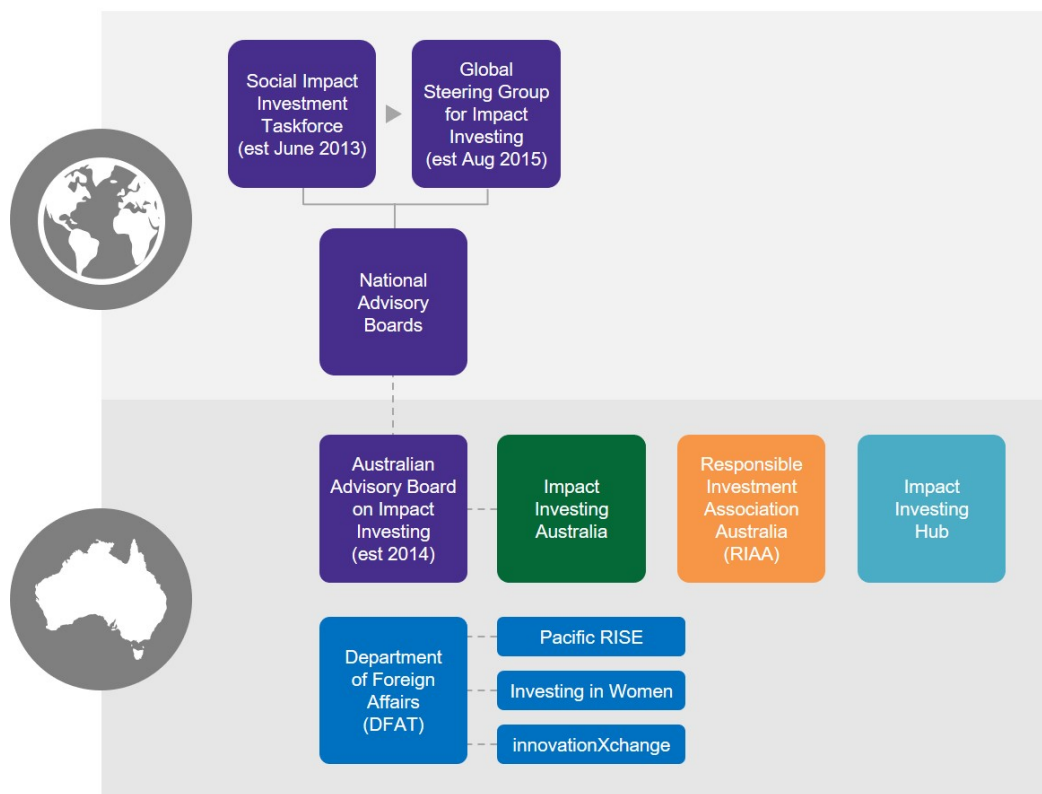 Social Impact
Investment
Taskforce
(est June 2013)
Global
Steering Group
for Impact
Investing
(est Aug 2015)
National
Advisory
Boards
Australian
Advisory Board
on Impact
Investing
(est 2014)
Impact
Investing
Australia
Responsible
Investment
Association
Australia
(RIAA)
Impact
Investing
Hub
Department
of Foreign
Affairs
(DFAT)
Pacific RISE
Investing in Women
innovationXchange